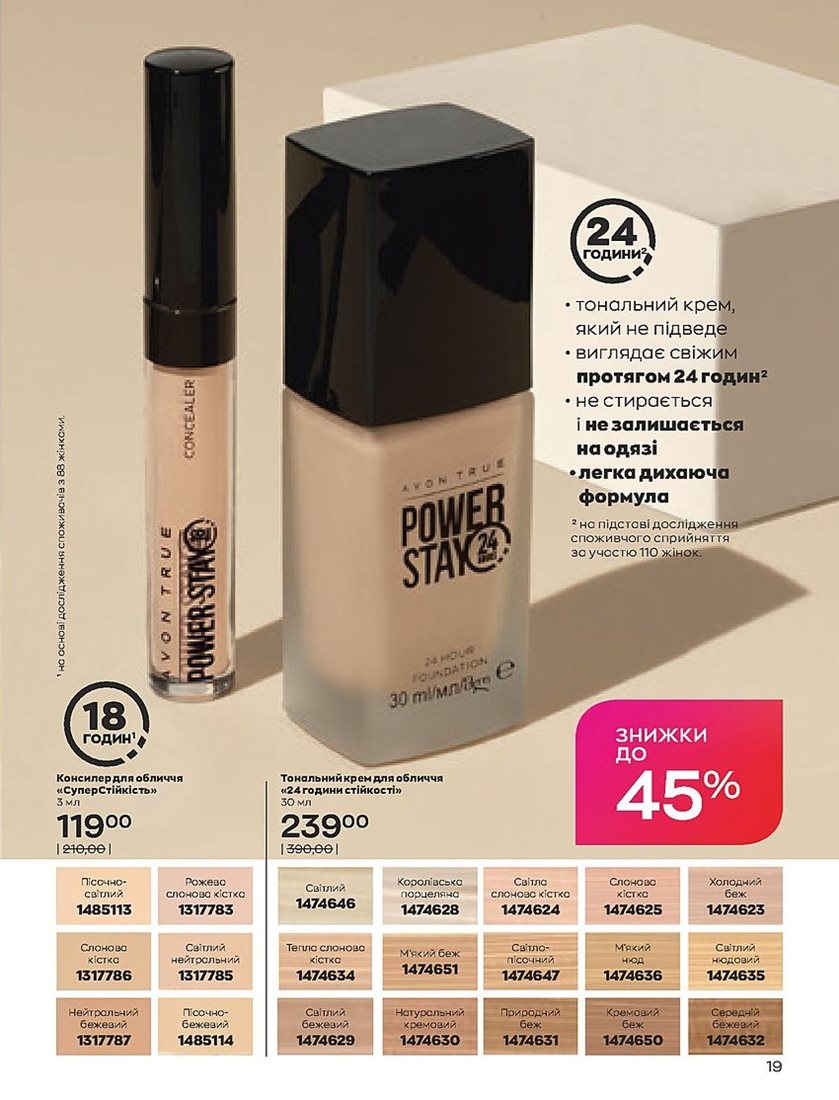 24
ГОДИНИ²
• тональний крем,
який не підведе
• виглядає свіжим
протягом 24 годин²
• не стирається
і не залишається
на одязі
• легка дихаюча
формула
² на підставі дослідження
споживчого сприйняття
за участю 110 жінок.
CONCEALER
AVON TRUE
POWER STAY
AVON TRUE
POWER
STAY 24
HOURS
24 HOUR
FOUNDATION
30 ml/мл/
¹ на основі дослідження споживачів з 88 жінками.
18
ГОДИН¹
Консилер для обличчя
«СуперСтійкість»
3 мл
119⁰⁰
|210,00|
Тональний крем для обличчя
«24 години стійкості»
30 мл
239⁰⁰
|390,00|
ЗНИЖКИ
ДО
45%
Пісочно-
світлий
1485113
Рожева
слонова кістка
1317783
Слонова
кістка
1317786
Світлий
нейтральний
1317785
Нейтральний
бежевий
1317787
Пісочно-
бежевий
1485114
Світлий
1474646
Королівська
порцеляна
1474628
Світла
слонова кістка
1474624
Слонова
кістка
1474625
Холодний
беж
1474623
Тепла слонова
кістка
1474634
М'який беж
1474651
Світло-
пісочний
1474647
М'який
нюд
1474636
Світлий
нюдовий
1474635
Світлий
бежевий
1474629
Натуральний
кремовий
1474630
Природний
беж
1474631
Кремовий
беж
1474650
Середній
бежевий
1474632
19